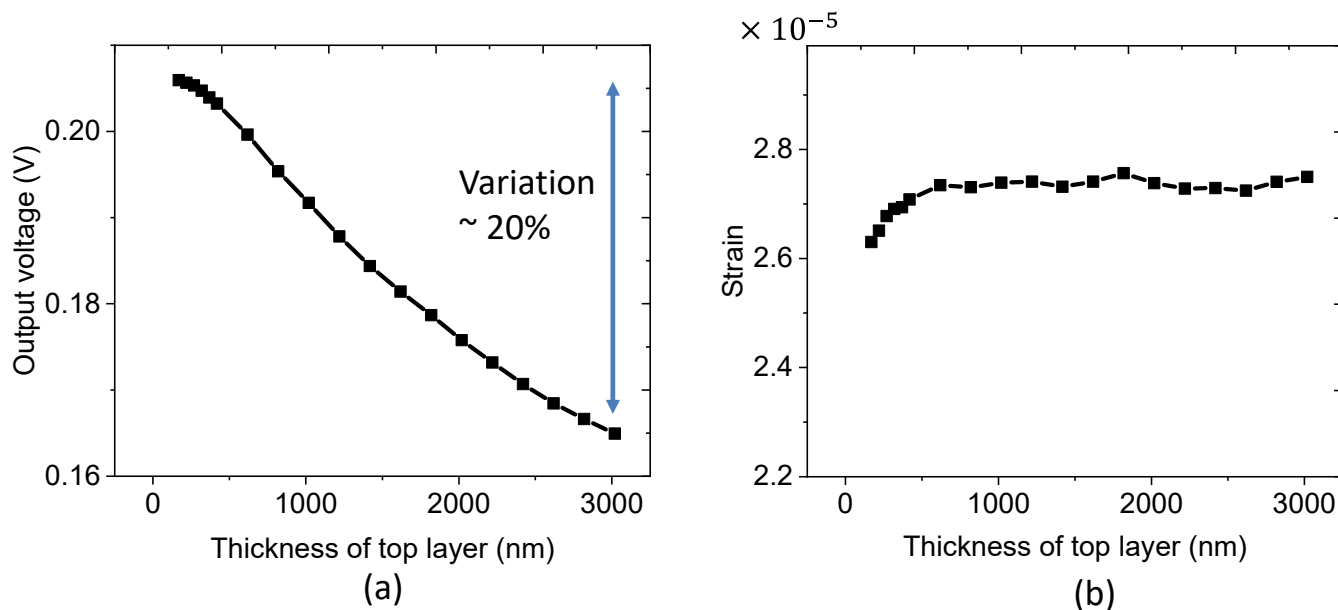 0.20
0.18
0.16
Output voltage (V)
Variation
~ 20%
0
1000
2000
3000
Thickness of top layer (nm)
(a)
× 10⁻⁵
2.8
2.6
2.4
2.2
Strain
0
1000
2000
3000
Thickness of top layer (nm)
(b)